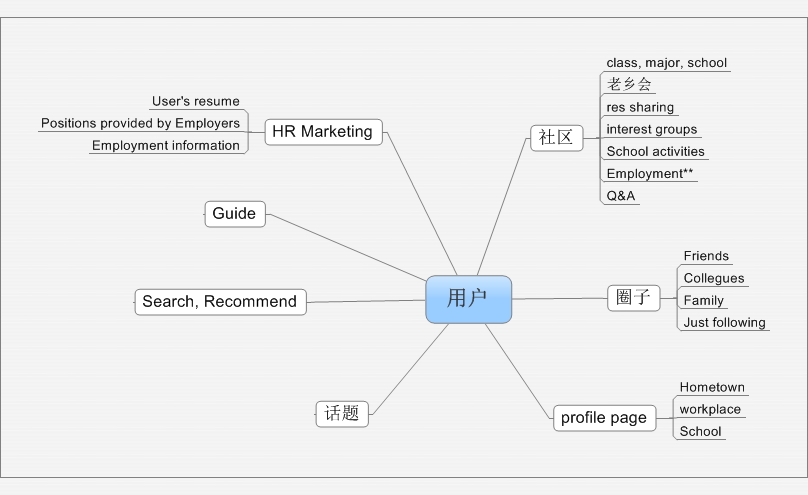 用户
HR Marketing
User's resume
Positions provided by Employers
Employment information
Guide
Search, Recommend
话题
社区
class, major, school
老乡会
res sharing
interest groups
School activities
Employment**
Q&A
圈子
Friends
Collegues
Family
Just following
profile page
Hometown
workplace
School